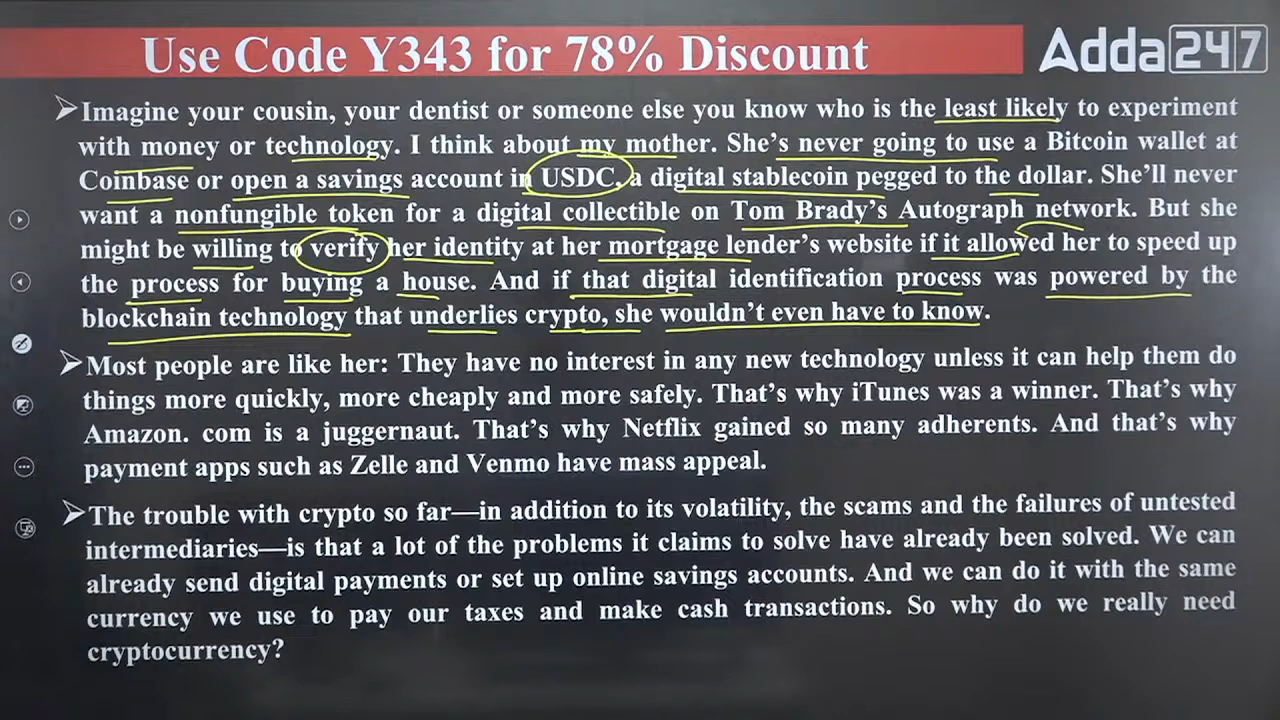 Use Code Y343 for 78% Discount
Adda247
Imagine your cousin, your dentist or someone else you know who is the least likely to experiment
with money or technology. I think about my mother. She's never going to use a Bitcoin wallet at
Coinbase or open a savings account in USDC, a digital stablecoin pegged to the dollar. She'll never
want a nonfungible token for a digital collectible on Tom Brady's Autograph network. But she
might be willing to verify her identity at her mortgage lender's website if it allowed her to speed up
the process for buying a house. And if that digital identification process was powered by the
blockchain technology that underlies crypto, she wouldn't even have to know.
Most people are like her: They have no interest in any new technology unless it can help them do
things more quickly, more cheaply and more safely. That's why iTunes was a winner. That's why
Amazon. com is a juggernaut. That's why Netflix gained so many adherents. And that's why
payment apps such as Zelle and Venmo have mass appeal.
The trouble with crypto so far—in addition to its volatility, the scams and the failures of untested
intermediaries—is that a lot of the problems it claims to solve have already been solved. We can
already send digital payments or set up online savings accounts. And we can do it with the same
currency we use to pay our taxes and make cash transactions. So why do we really need
cryptocurrency?